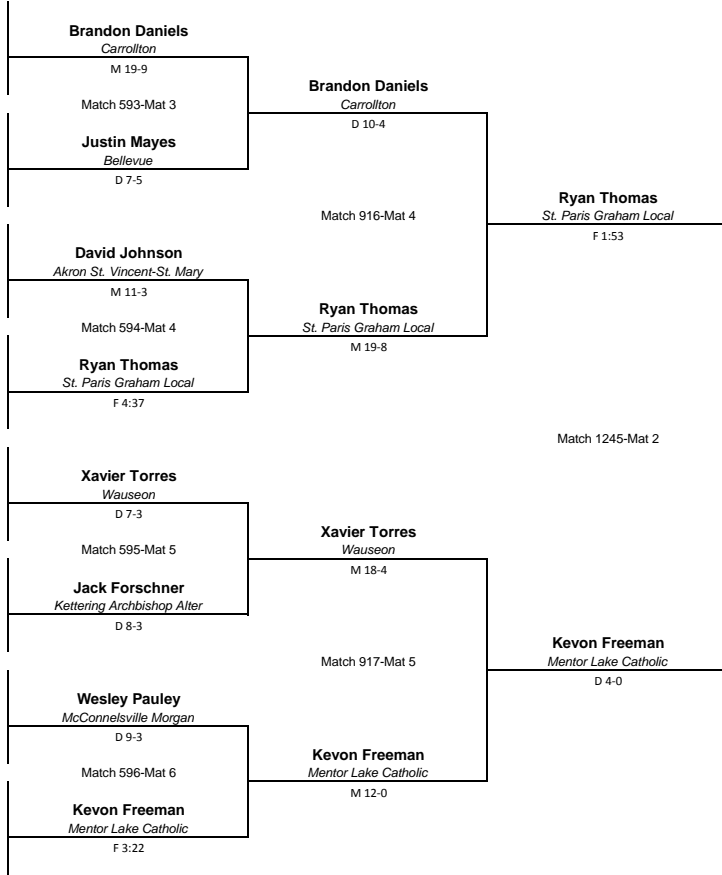 Brandon Daniels
Carrollton
M 19-9
Match 593-Mat 3
Justin Mayes
Bellevue
D 7-5
Brandon Daniels
Carrollton
D 10-4
Match 916-Mat 4
Ryan Thomas
St. Paris Graham Local
F 1:53
David Johnson
Akron St. Vincent-St. Mary
M 11-3
Match 594-Mat 4
Ryan Thomas
St. Paris Graham Local
F 4:37
Ryan Thomas
St. Paris Graham Local
M 19-8
Match 1245-Mat 2
Xavier Torres
Wauseon
D 7-3
Match 595-Mat 5
Jack Forschner
Kettering Archbishop Alter
D 8-3
Xavier Torres
Wauseon
M 18-4
Match 917-Mat 5
Kevon Freeman
Mentor Lake Catholic
D 4-0
Wesley Pauley
McConnelsville Morgan
D 9-3
Match 596-Mat 6
Kevon Freeman
Mentor Lake Catholic
F 3:22
Kevon Freeman
Mentor Lake Catholic
M 12-0